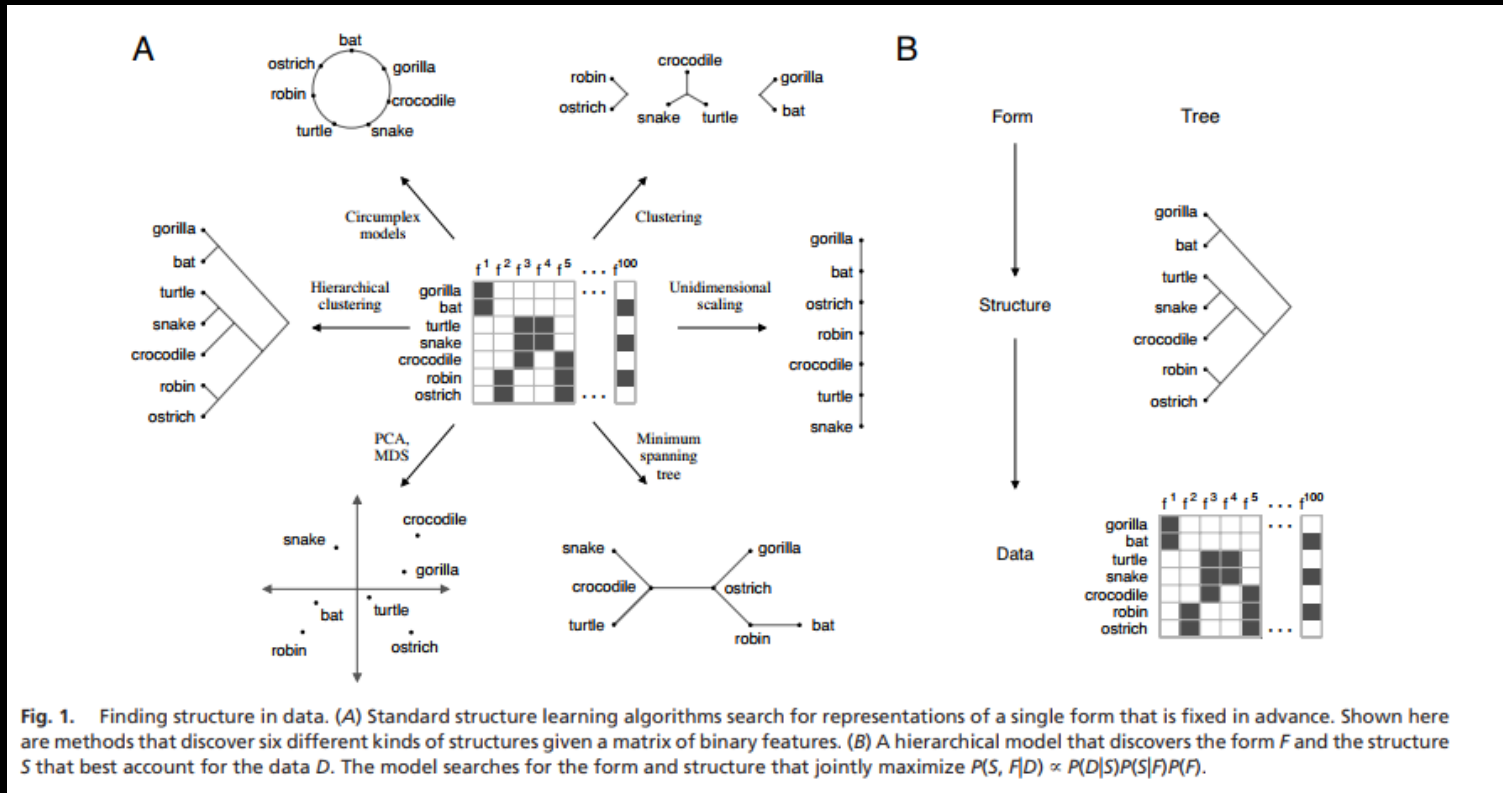 A
bat
ostrich
gorilla
robin
crocodile
turtle
snake
crocodile
robin
gorilla
ostrich
bat
snake turtle
Circumplex
models
Clustering
gorilla
bat
turtle
snake
crocodile
robin
ostrich
Hierarchical
clustering
f1 f2 f3 f4 f5 ... f100
gorilla ...
bat
turtle
snake
crocodile
robin
ostrich ...
Unidimensional
scaling
gorilla
bat
ostrich
robin
crocodile
turtle
snake
PCA,
MDS
Minimum
spanning
tree
crocodile
snake
gorilla
turtle
bat
robin
ostrich
snake
gorilla
crocodile
ostrich
turtle
robin
bat
B
Form
Tree
Structure
gorilla
bat
turtle
snake
crocodile
robin
ostrich
Data
f1 f2 f3 f4 f5 ... f100
gorilla ...
bat
turtle
snake
crocodile
robin
ostrich ...
Fig. 1. Finding structure in data. (A) Standard structure learning algorithms search for representations of a single form that is fixed in advance. Shown here
are methods that discover six different kinds of structures given a matrix of binary features. (B) A hierarchical model that discovers the form F and the structure
S that best account for the data D. The model searches for the form and structure that jointly maximize P(S, F|D) ∝ P(D|S)P(S|F)P(F).